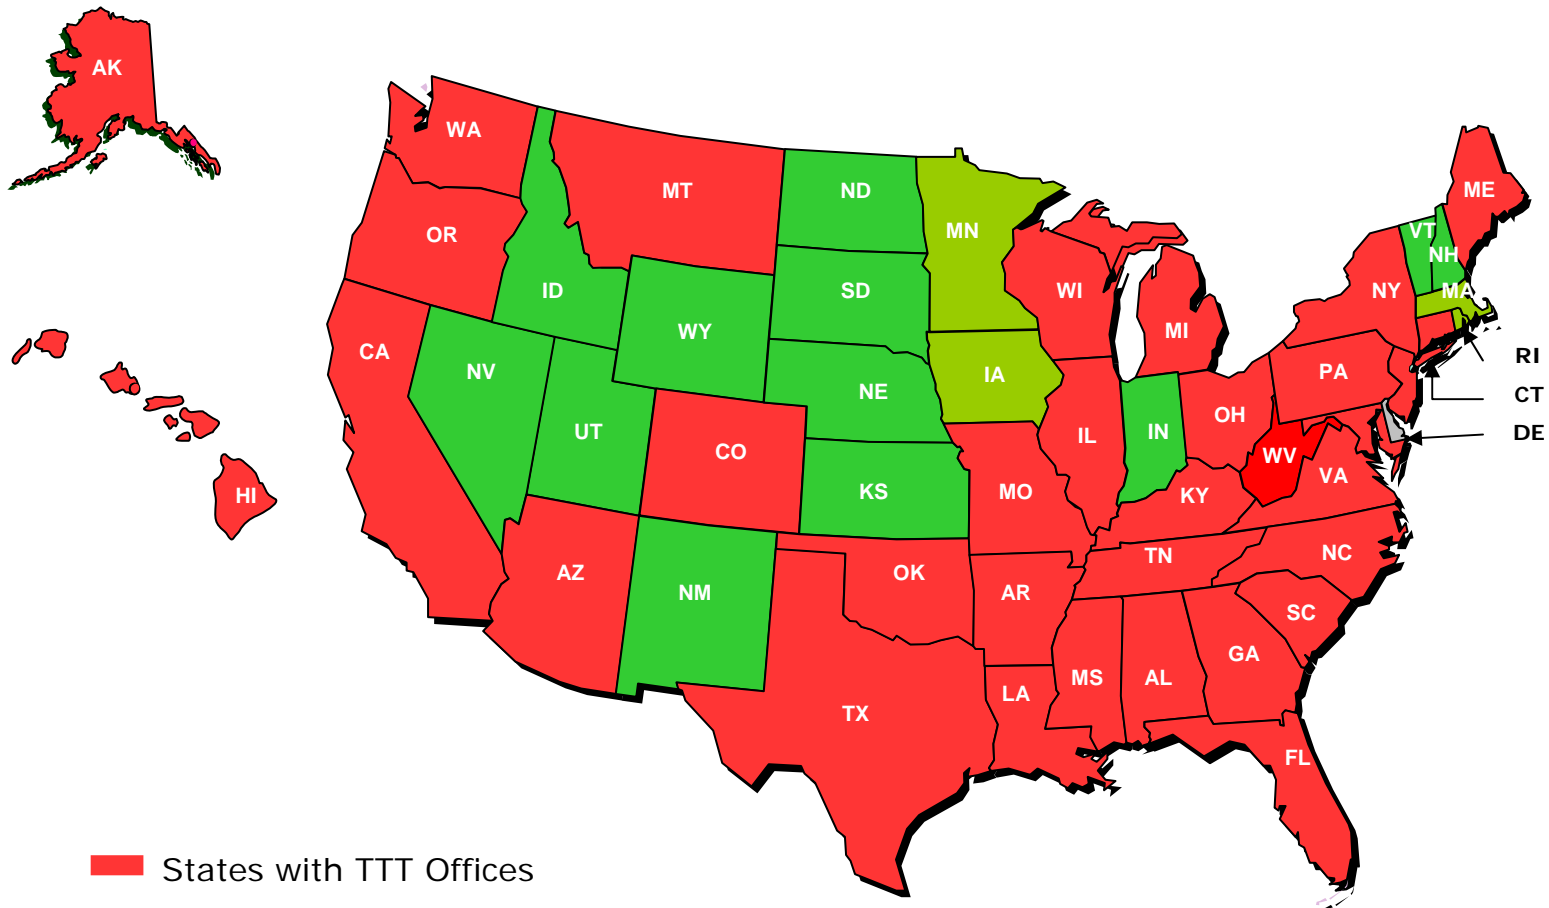 AK
WA
MT
ND
MN
ME
OR
VT
NH
ID
SD
WI
NY
MA
WY
MI
CA
NV
NE
IA
PA
RI
CT
UT
CO
IL
IN
OH
DE
WV
HI
KS
MO
KY
VA
AZ
NM
OK
AR
TN
NC
SC
TX
LA
MS
AL
GA
FL
States with TTT Offices